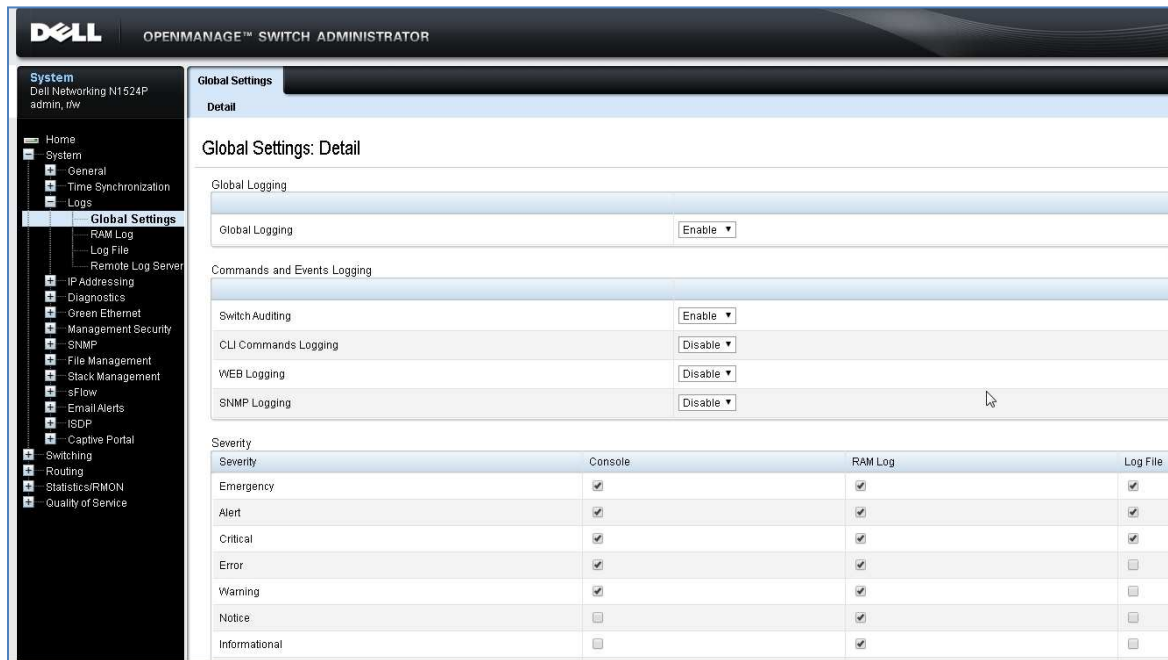 DELL OPENMANAGE™ SWITCH ADMINISTRATOR
System
Dell Networking N1524P
admin, r/w
Home
System
General
Time Synchronization
Logs
Global Settings
RAM Log
Log File
Remote Log Server
IP Addressing
Diagnostics
Green Ethernet
Management Security
SNMP
File Management
Stack Management
sFlow
Email Alerts
ISDP
Captive Portal
Switching
Routing
Statistics/RMON
Quality of Service
Global Settings
Detail
Global Settings: Detail
Global Logging
Global Logging Enable
Commands and Events Logging
Switch Auditing Enable
CLI Commands Logging Disable
WEB Logging Disable
SNMP Logging Disable
Severity
Severity Console RAM Log Log File
Emergency
Alert
Critical
Error
Warning
Notice
Informational